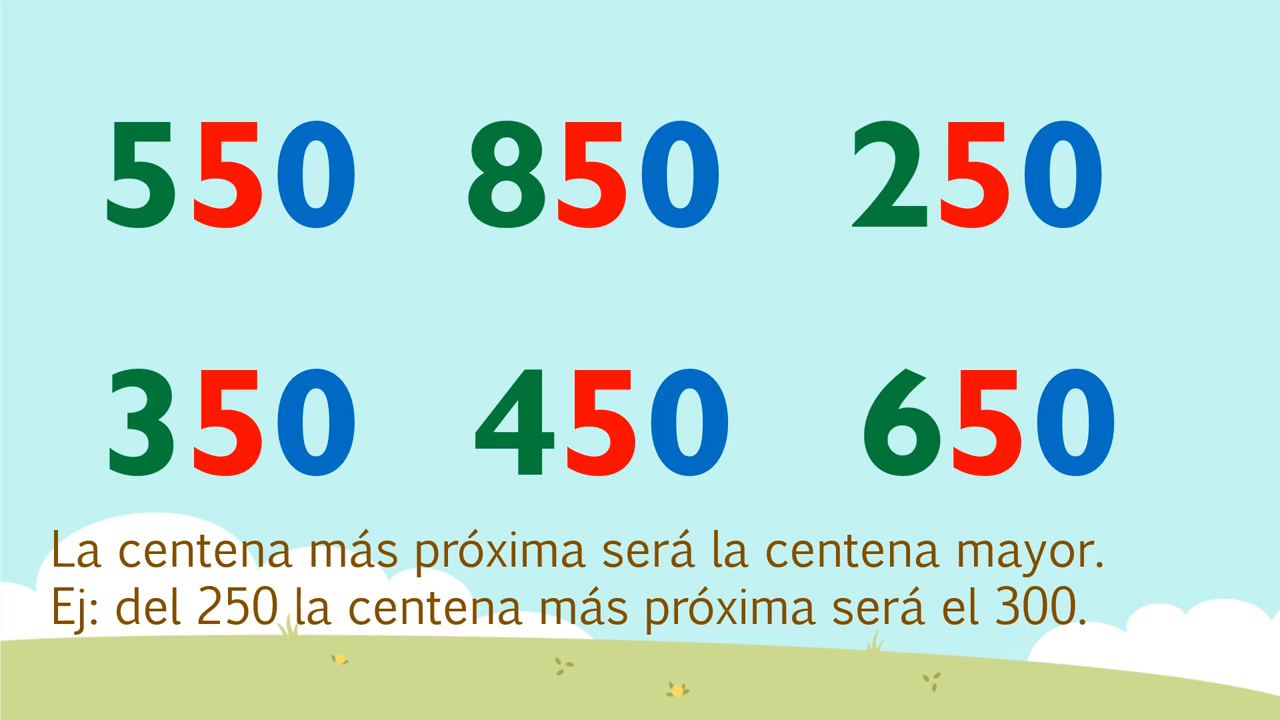 550 850 250
350 450 650
La centena más próxima será la centena mayor.
Ej: del 250 la centena más próxima será el 300.